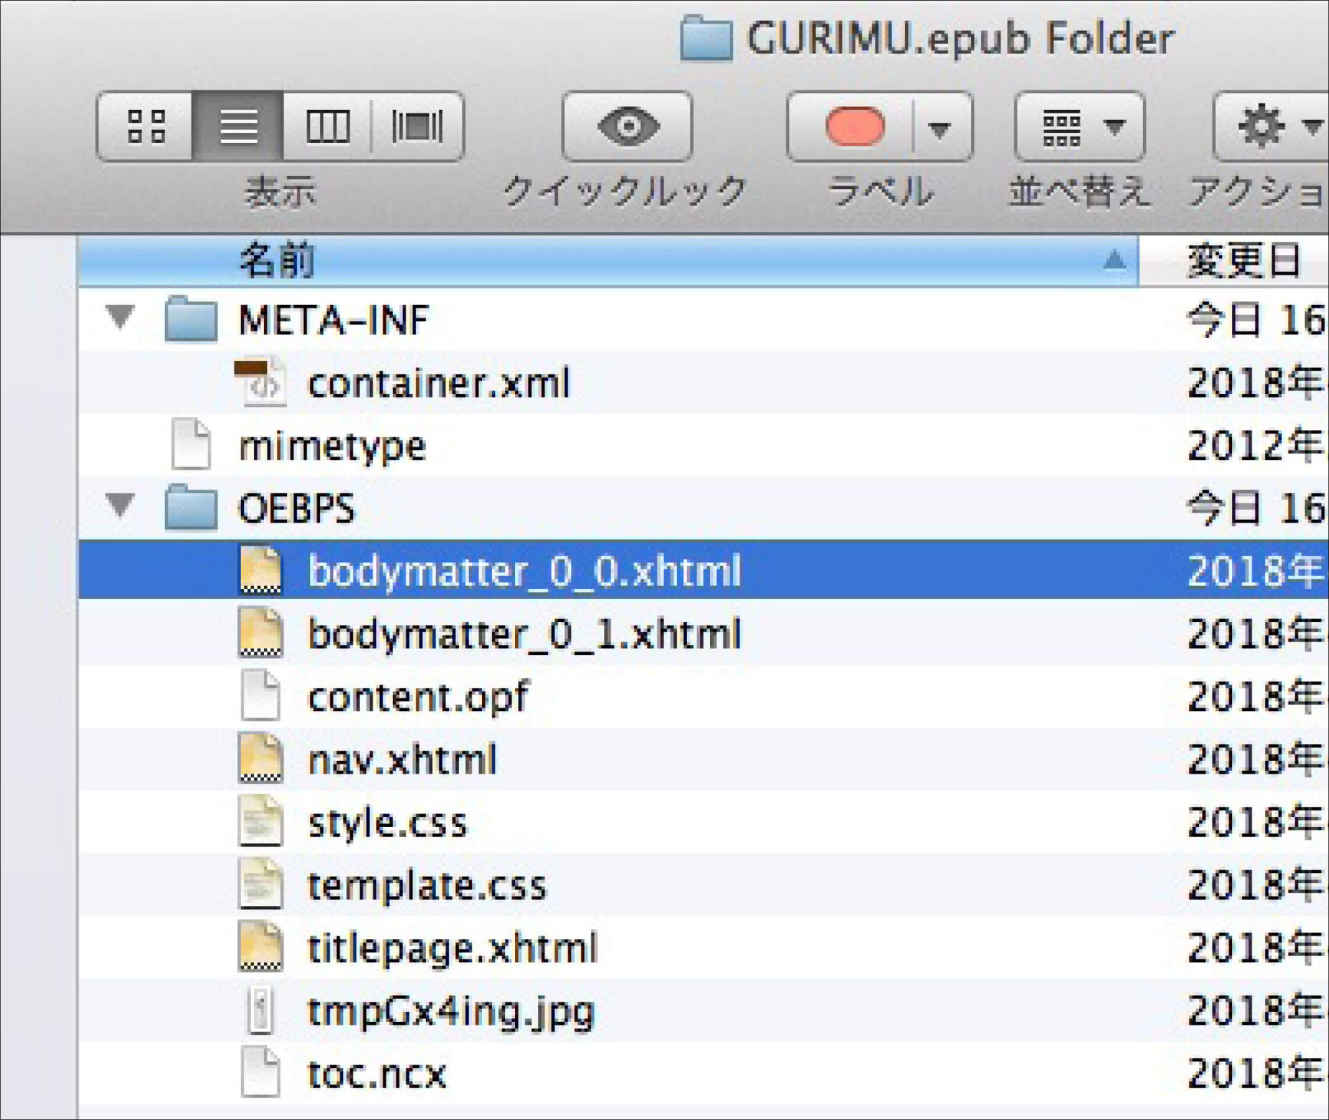 GURIMU.epub Folder
表示 クイックルック ラベル 並べ替え アクショ
名前 変更日
META-INF 今日 16
container.xml 2018年
mimetype 2012年
OEBPS 今日 16
bodymatter_0_0.xhtml 2018年
bodymatter_0_1.xhtml 2018年
content.opf 2018年
nav.xhtml 2018年
style.css 2018年
template.css 2018年
titlepage.xhtml 2018年
tmpGx4ing.jpg 2018年
toc.ncx 2018年